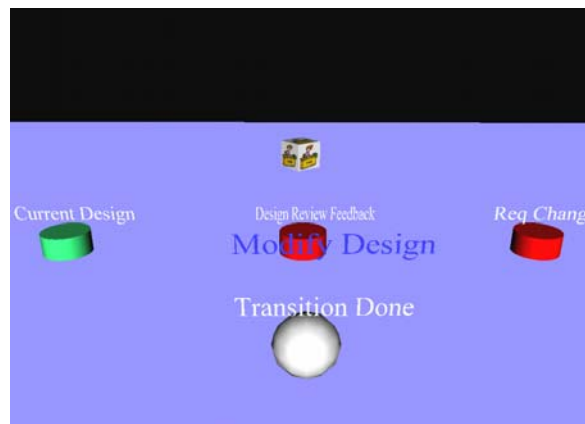 Current Design
Design Review Feedback
Req Chang
Modify Design
Transition Done